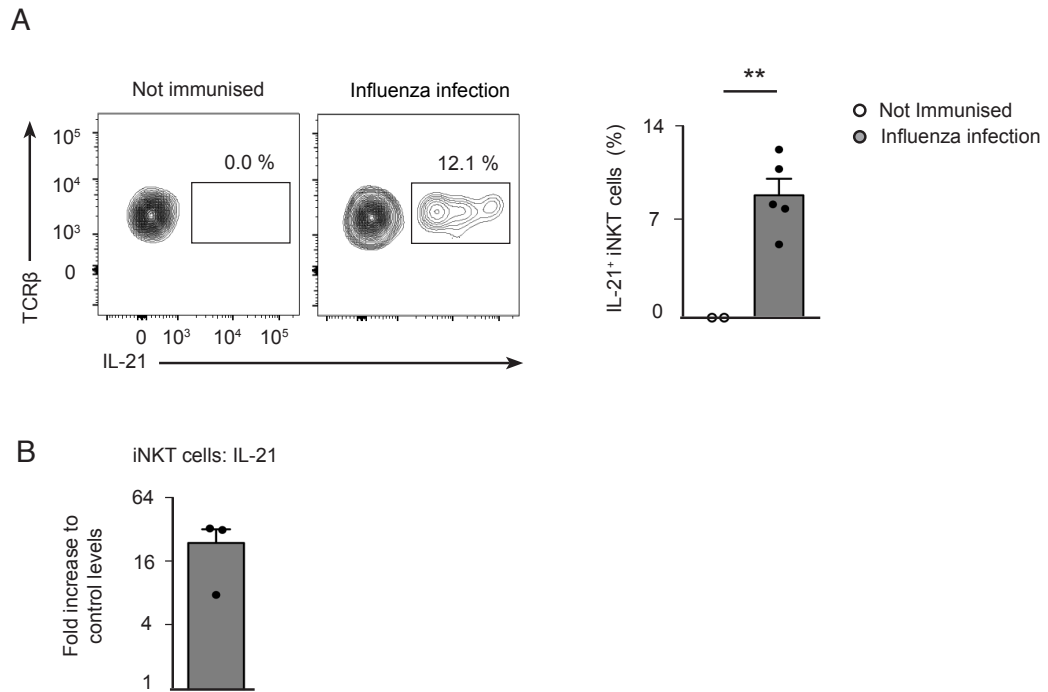 A
Not immunised
Influenza infection
0.0 %
12.1 %
10⁵
10⁴
10³
0
TCRβ
0 10³ 10⁴ 10⁵
IL-21
**
14
7
0
IL-21⁺ iNKT cells (%)
Not Immunised
Influenza infection
B
iNKT cells: IL-21
64
16
4
1
Fold increase to
control levels